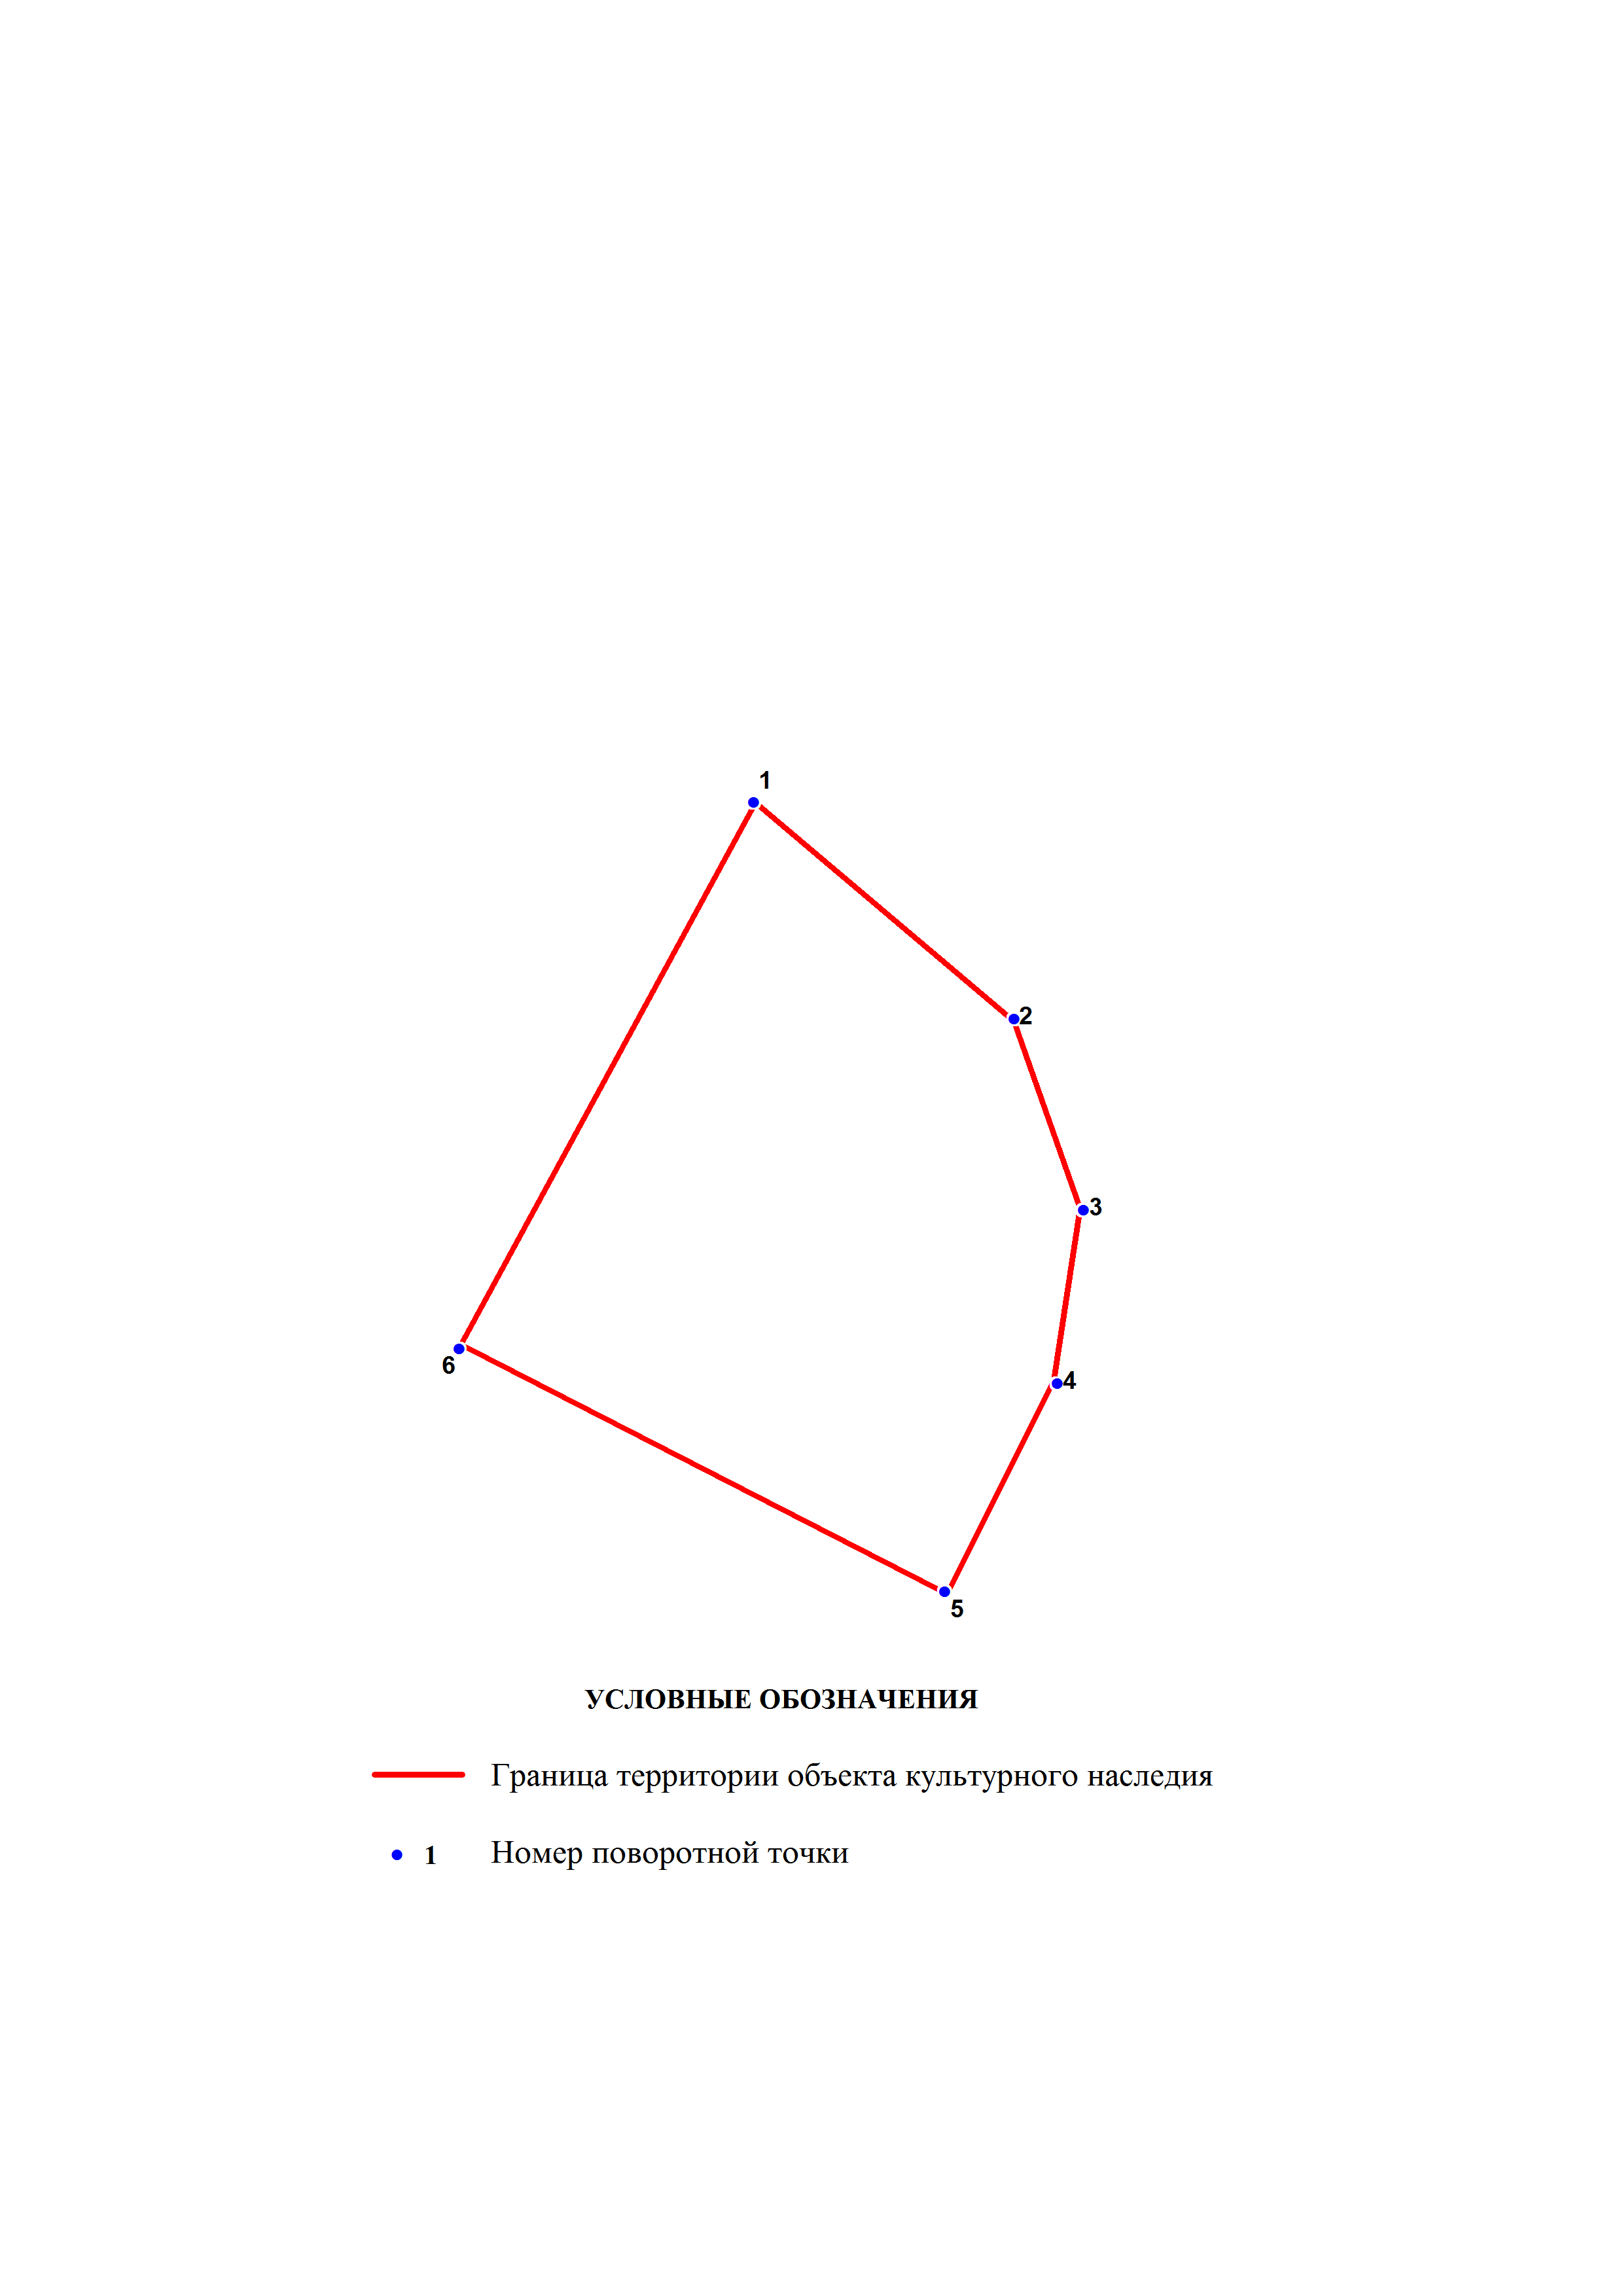 1
2
3
4
6
5
УСЛОВНЫЕ ОБОЗНАЧЕНИЯ
Граница территории объекта культурного наследия
1 Номер поворотной точки